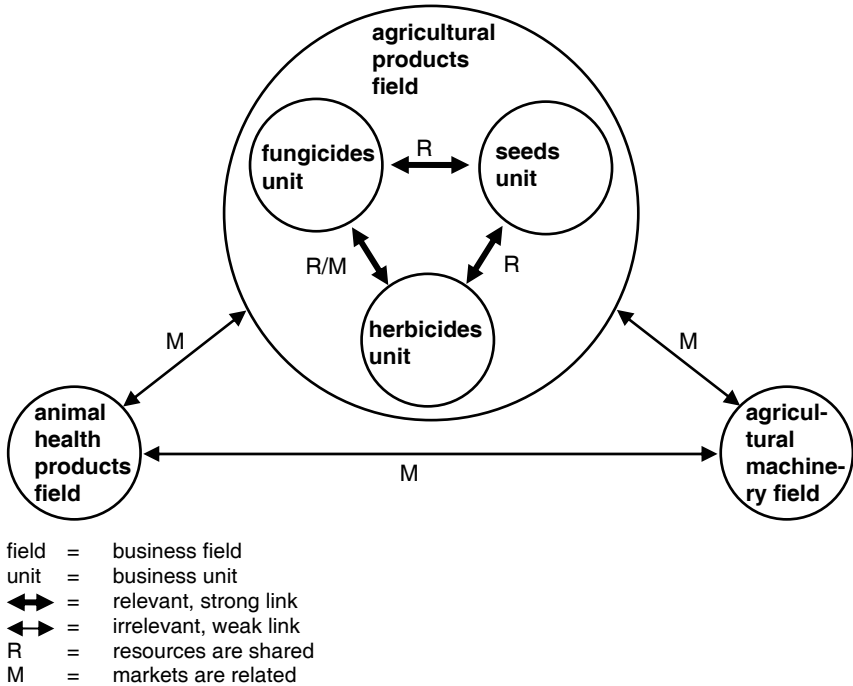 agricultural
products
field
fungicides
unit
R
seeds
unit
R/M
R
herbicides
unit
M
M
animal
health
products
field
M
agricul-
tural
machine-
ry field
field = business field
unit = business unit
= relevant, strong link
= irrelevant, weak link
R = resources are shared
M = markets are related